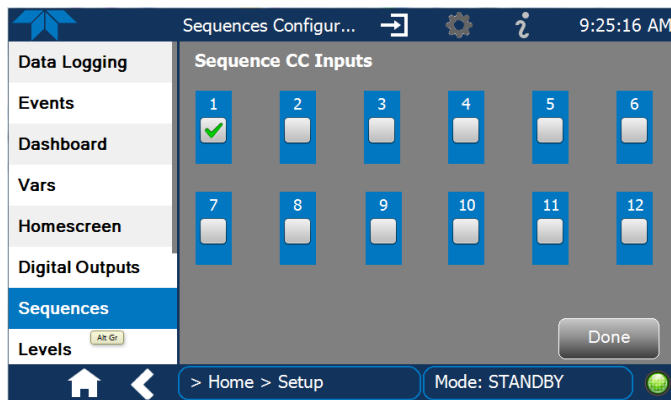 Sequences Configur... 9:25:16 AM
Data Logging
Events
Dashboard
Vars
Homescreen
Digital Outputs
Sequences
Alt Gr
Levels
Sequence CC Inputs
1 2 3 4 5 6
7 8 9 10 11 12
Done
> Home > Setup Mode: STANDBY